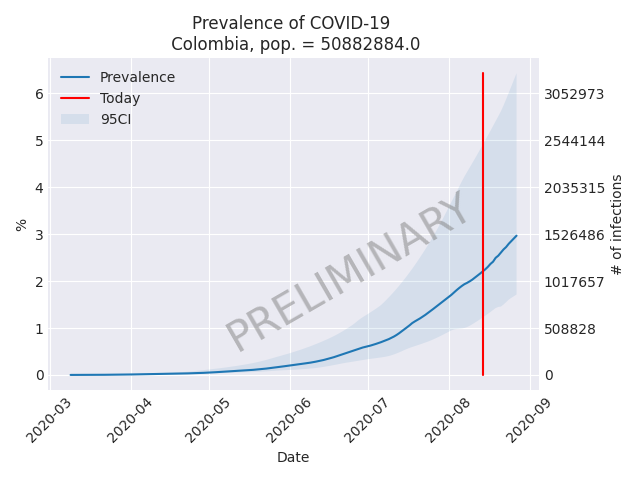 Prevalence of COVID-19
Colombia, pop. = 50882884.0
Prevalence
Today
95CI
6
5
4
3
2
1
0
%
3052973
2544144
2035315
1526486
1017657
508828
0
# of infections
PRELIMINARY
2020-03
2020-04
2020-05
2020-06
2020-07
2020-08
2020-09
Date